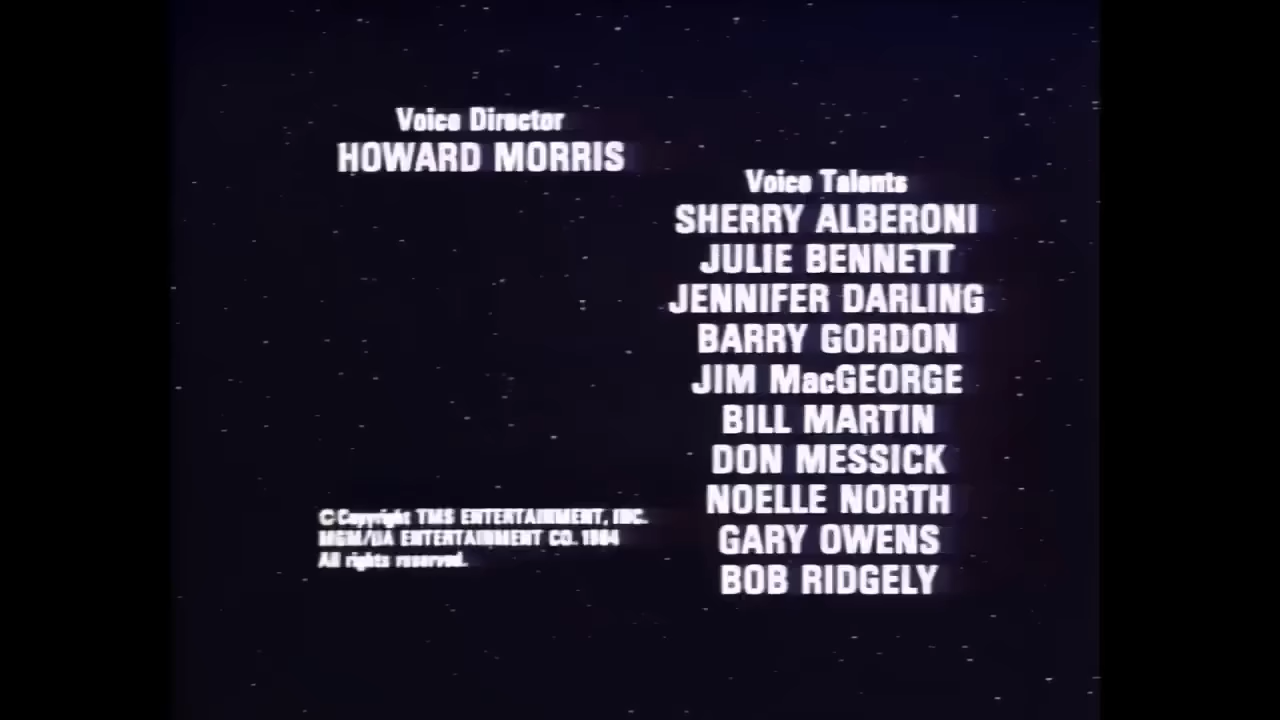 Voice Director
HOWARD MORRIS
Voice Talents
SHERRY ALBERONI
JULIE BENNETT
JENNIFER DARLING
BARRY GORDON
JIM MacGEORGE
BILL MARTIN
DON MESSICK
NOELLE NORTH
GARY OWENS
BOB RIDGELY
© Copyright TMS ENTERTAINMENT, INC.
MGM/UA ENTERTAINMENT CO. 1984
All rights reserved.